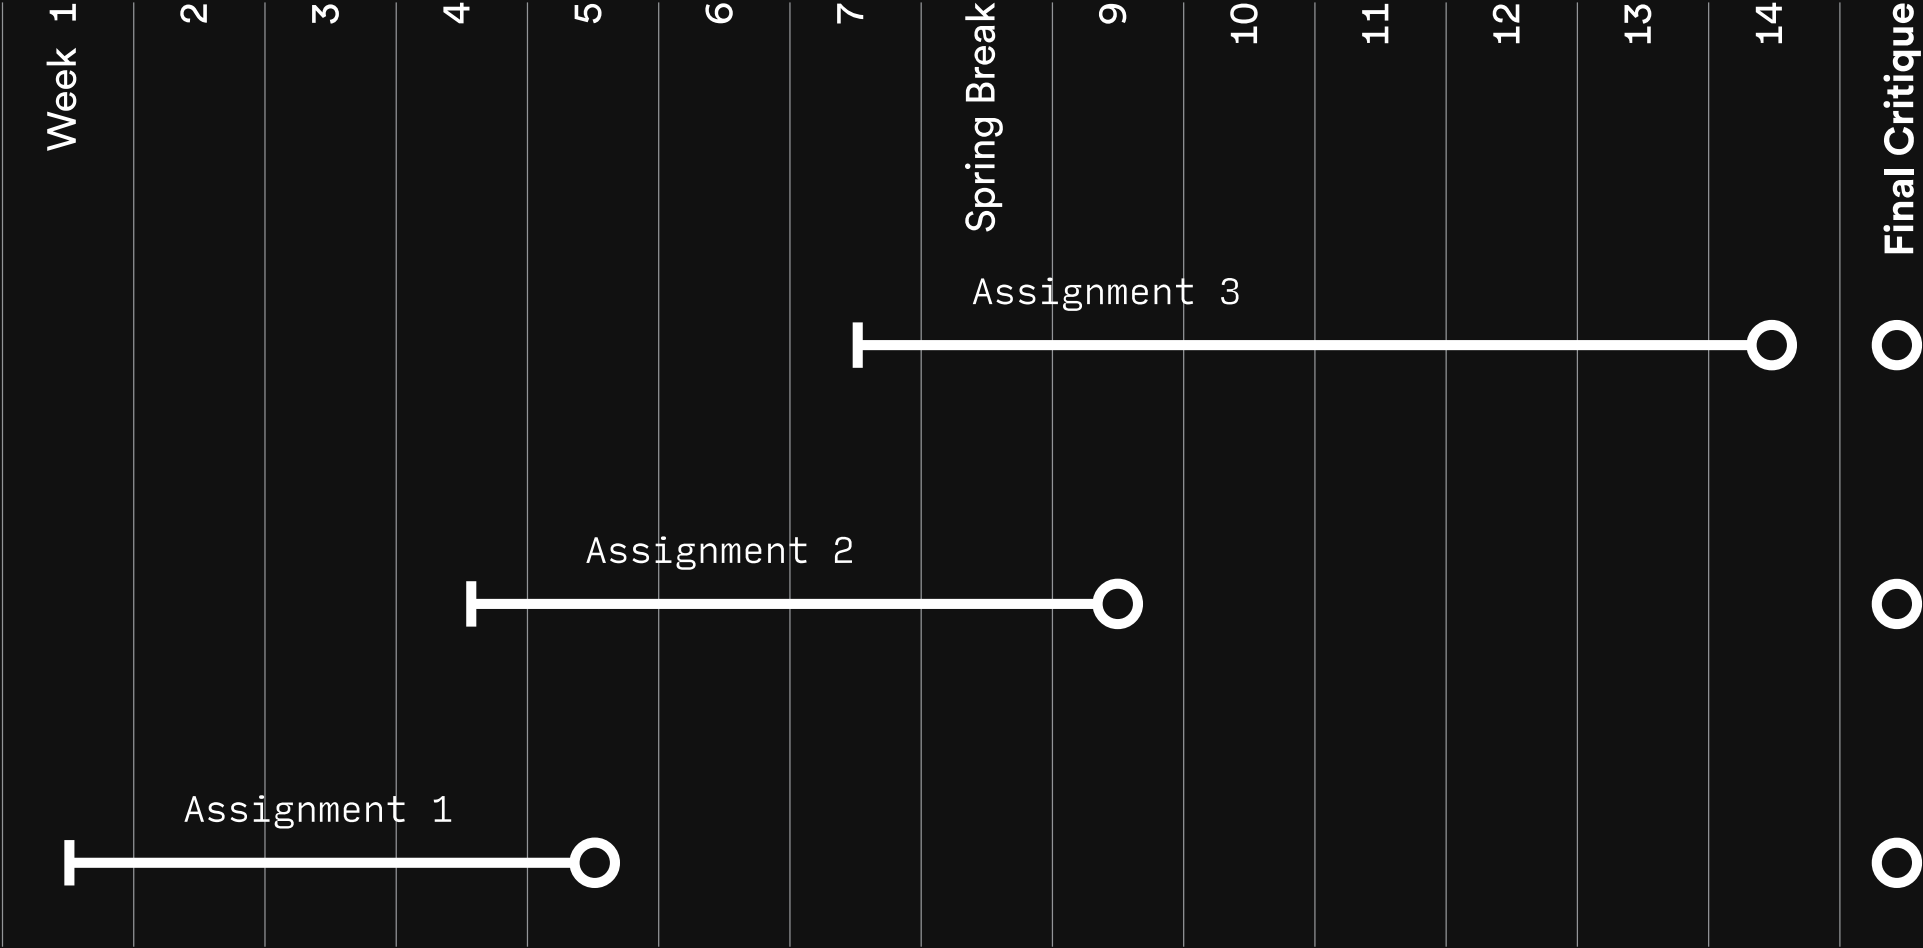 Week 1
2
3
4
5
6
7
Spring Break
9
10
11
12
13
14
Final Critique
Assignment 3
Assignment 2
Assignment 1